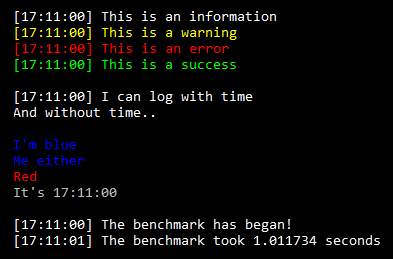 [17:11:00] This is an information
[17:11:00] This is a warning
[17:11:00] This is an error
[17:11:00] This is a success
[17:11:00] I can log with time
And without time..
I'm blue
Me either
Red
It's 17:11:00
[17:11:00] The benchmark has began!
[17:11:01] The benchmark took 1.011734 seconds